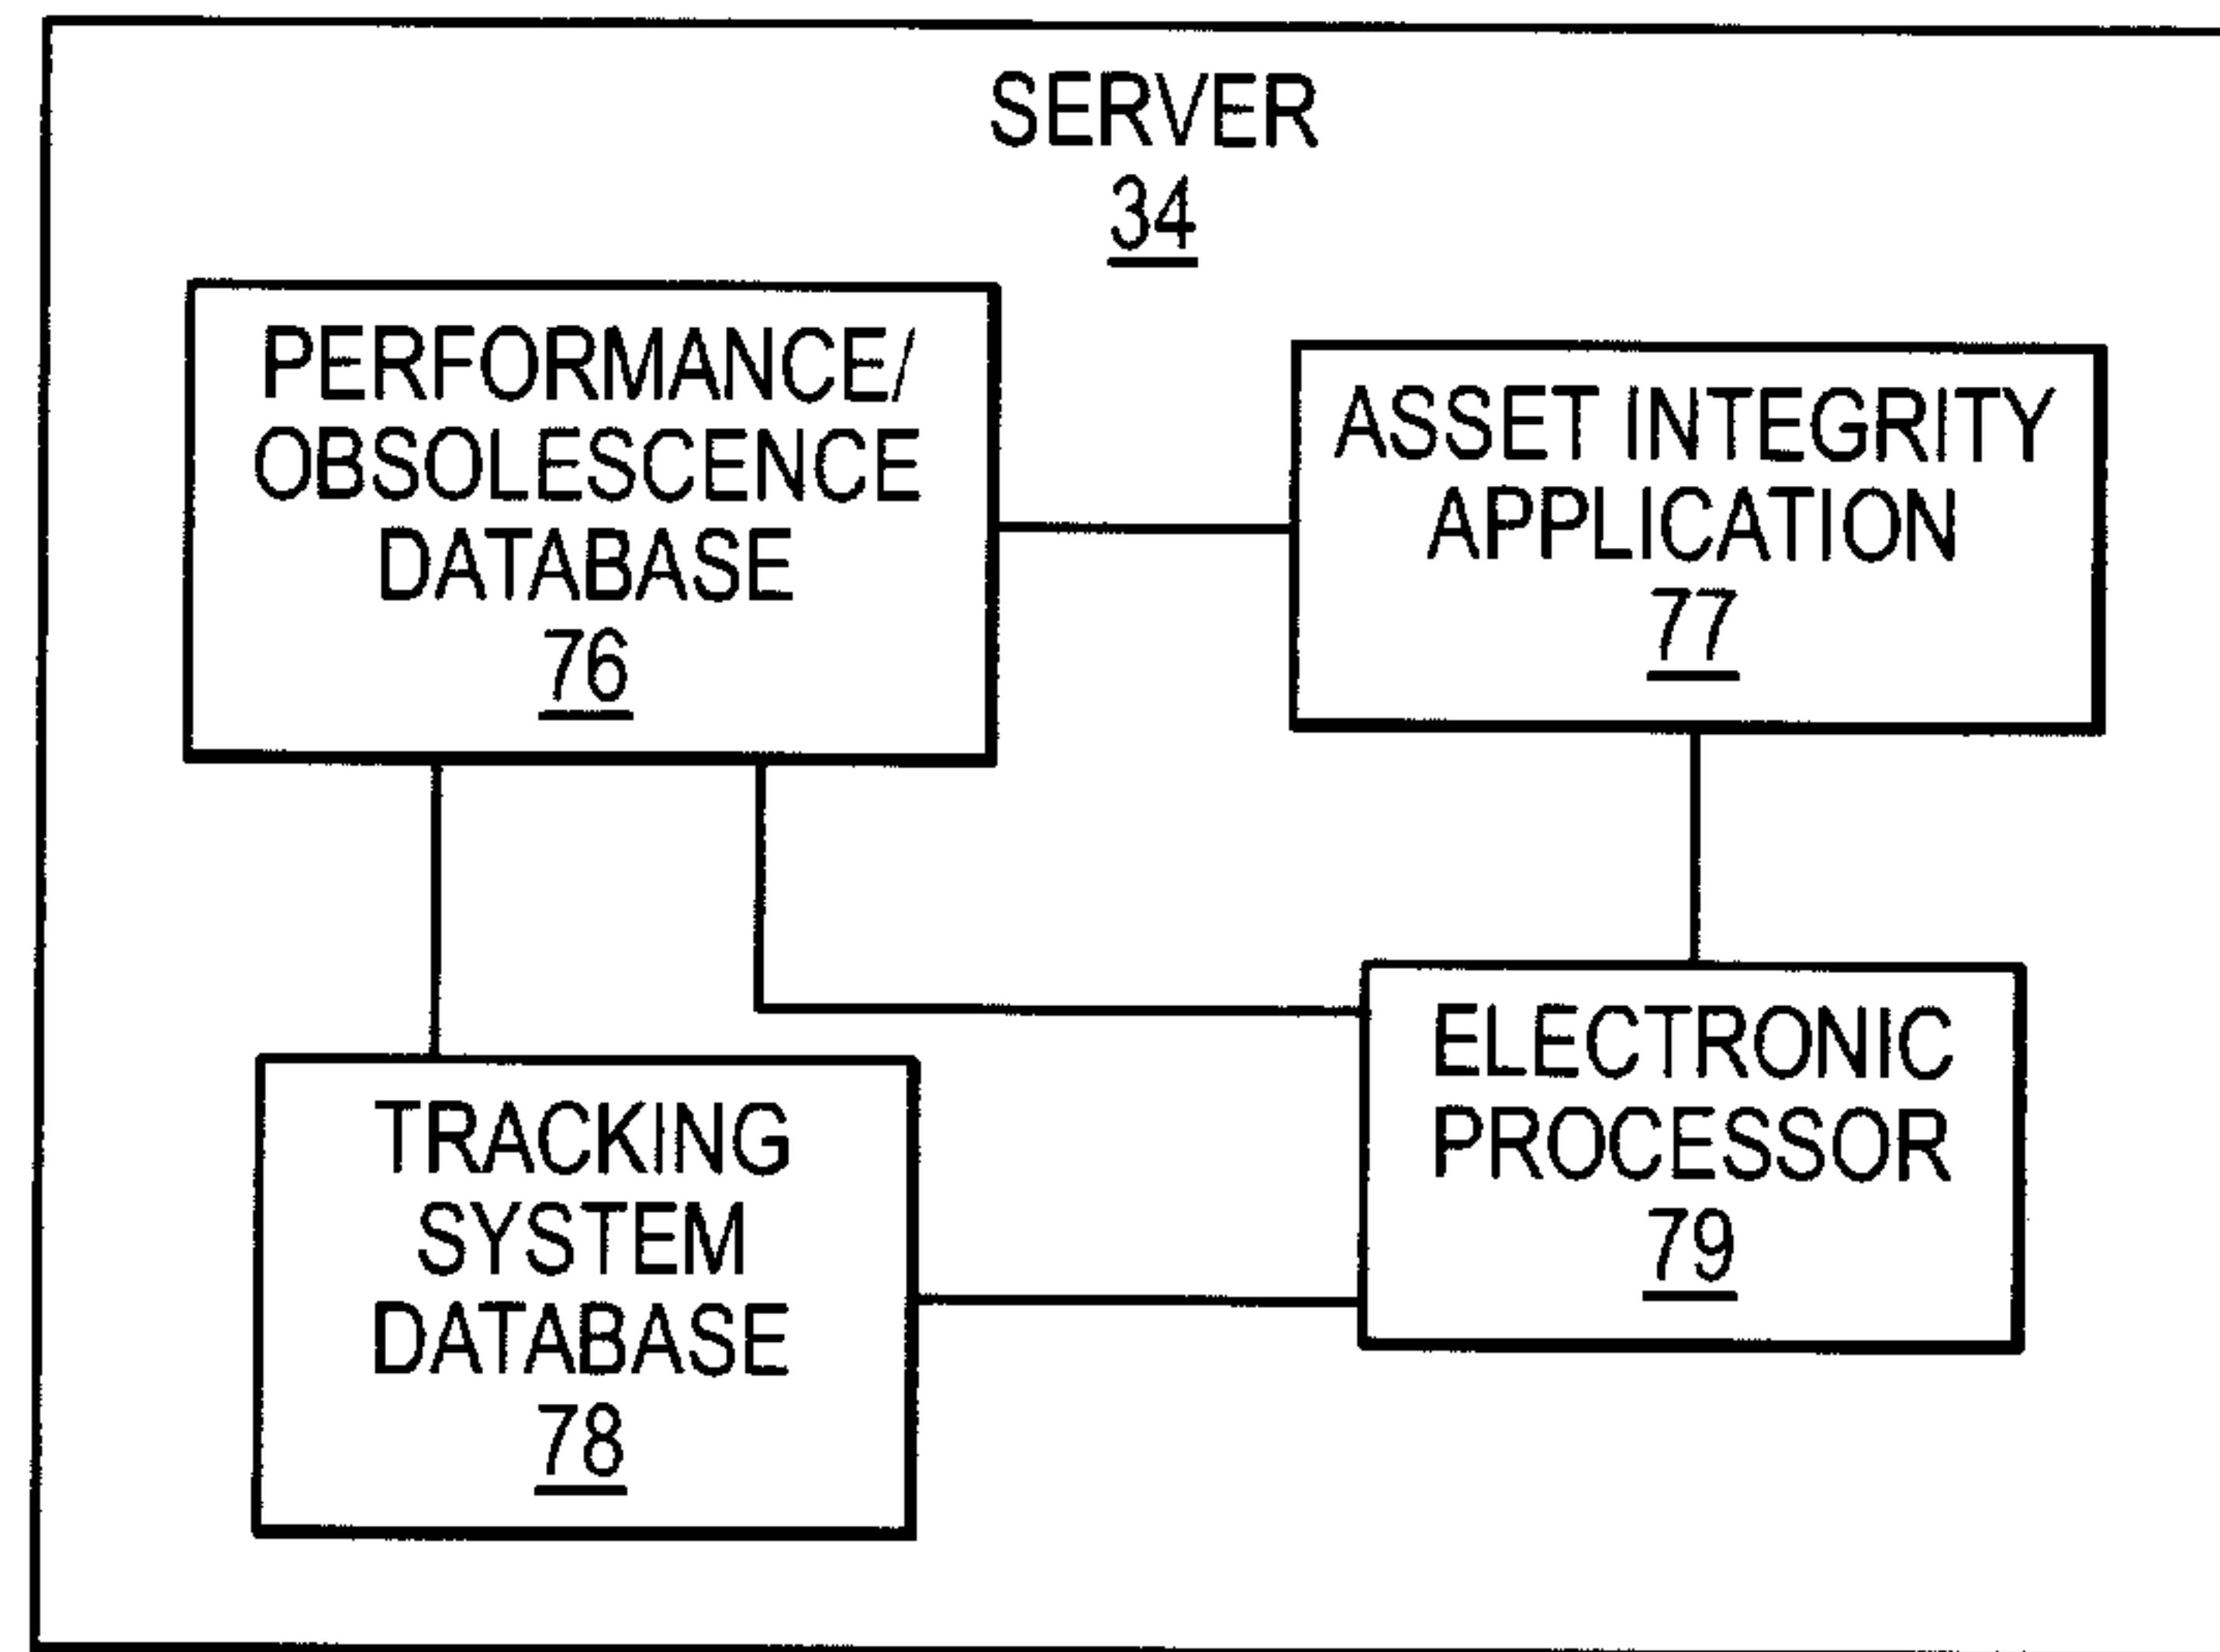 SERVER
34
PERFORMANCE/
OBSOLESCENCE
DATABASE
76
ASSET INTEGRITY
APPLICATION
77
TRACKING
SYSTEM
DATABASE
78
ELECTRONIC
PROCESSOR
79